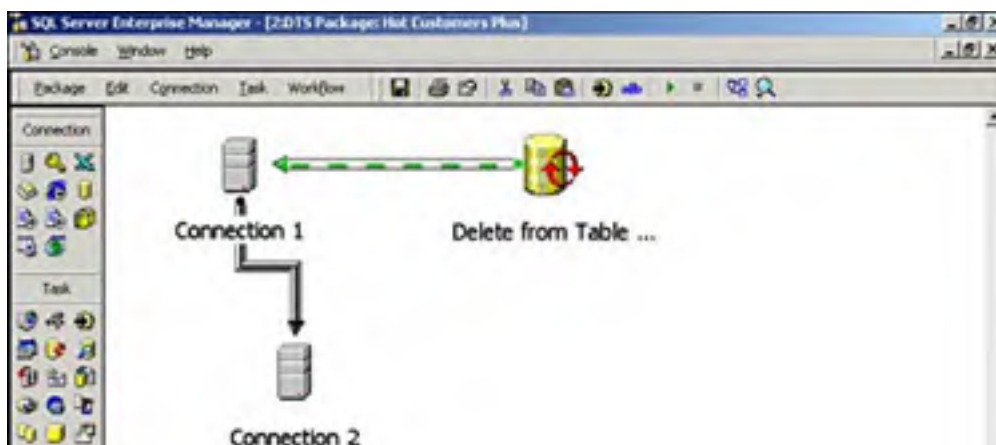 SQL Server Enterprise Manager - [2:DTS Package: Hot Customers Plus]
Console Window Help
Package Edit Connection Task Workflow
Connection
Connection 1
Delete from Table ...
Task
Connection 2